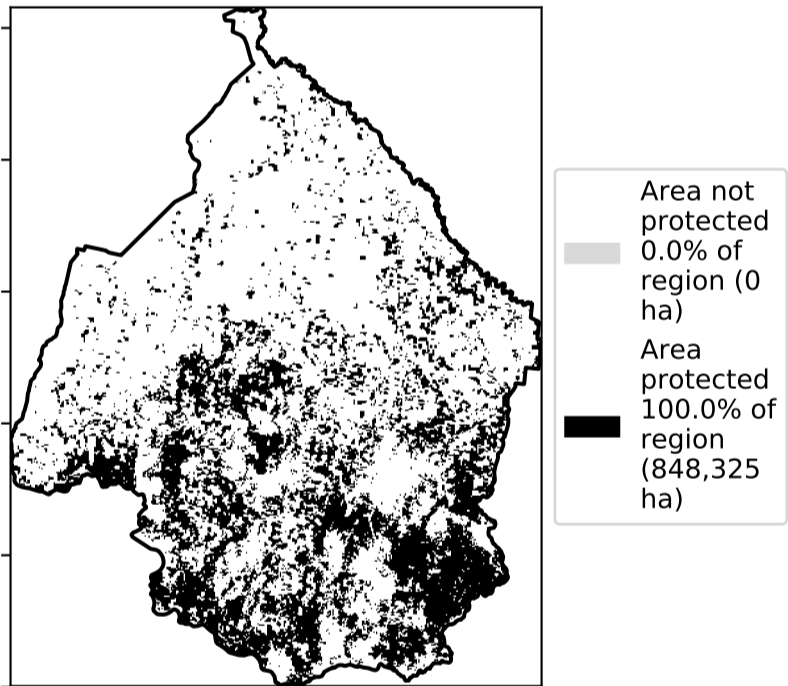 Area not
protected
0.0% of
region (0
ha)
Area
protected
100.0% of
region
(848,325
ha)